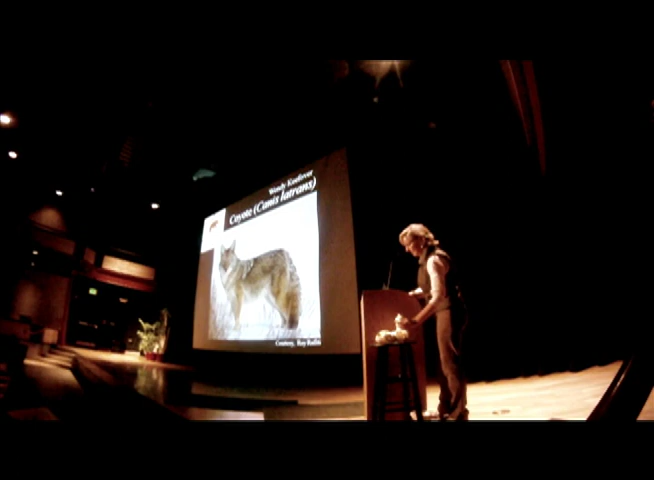 Wendy Keefover
Coyote (Canis latrans)
Courtesy, Ray Rafiti